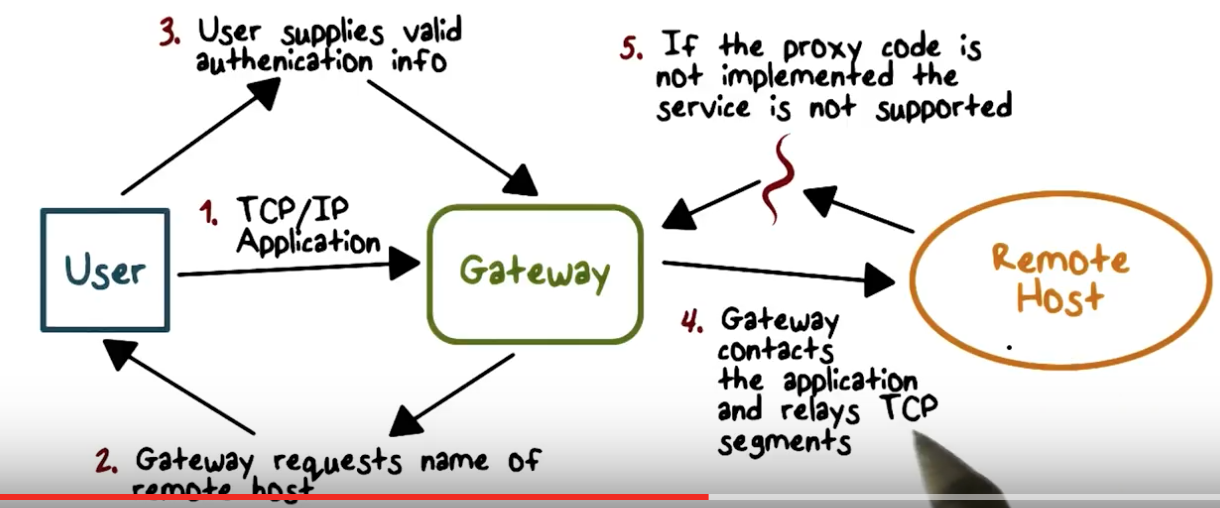 3. User supplies valid
authenication info
5. If the proxy code is
not implemented the
service is not supported
1. TCP/IP
Application
User
Gateway
Remote
Host
4. Gateway
contacts
the application
and relays TCP
segments
2. Gateway requests name of
remote host